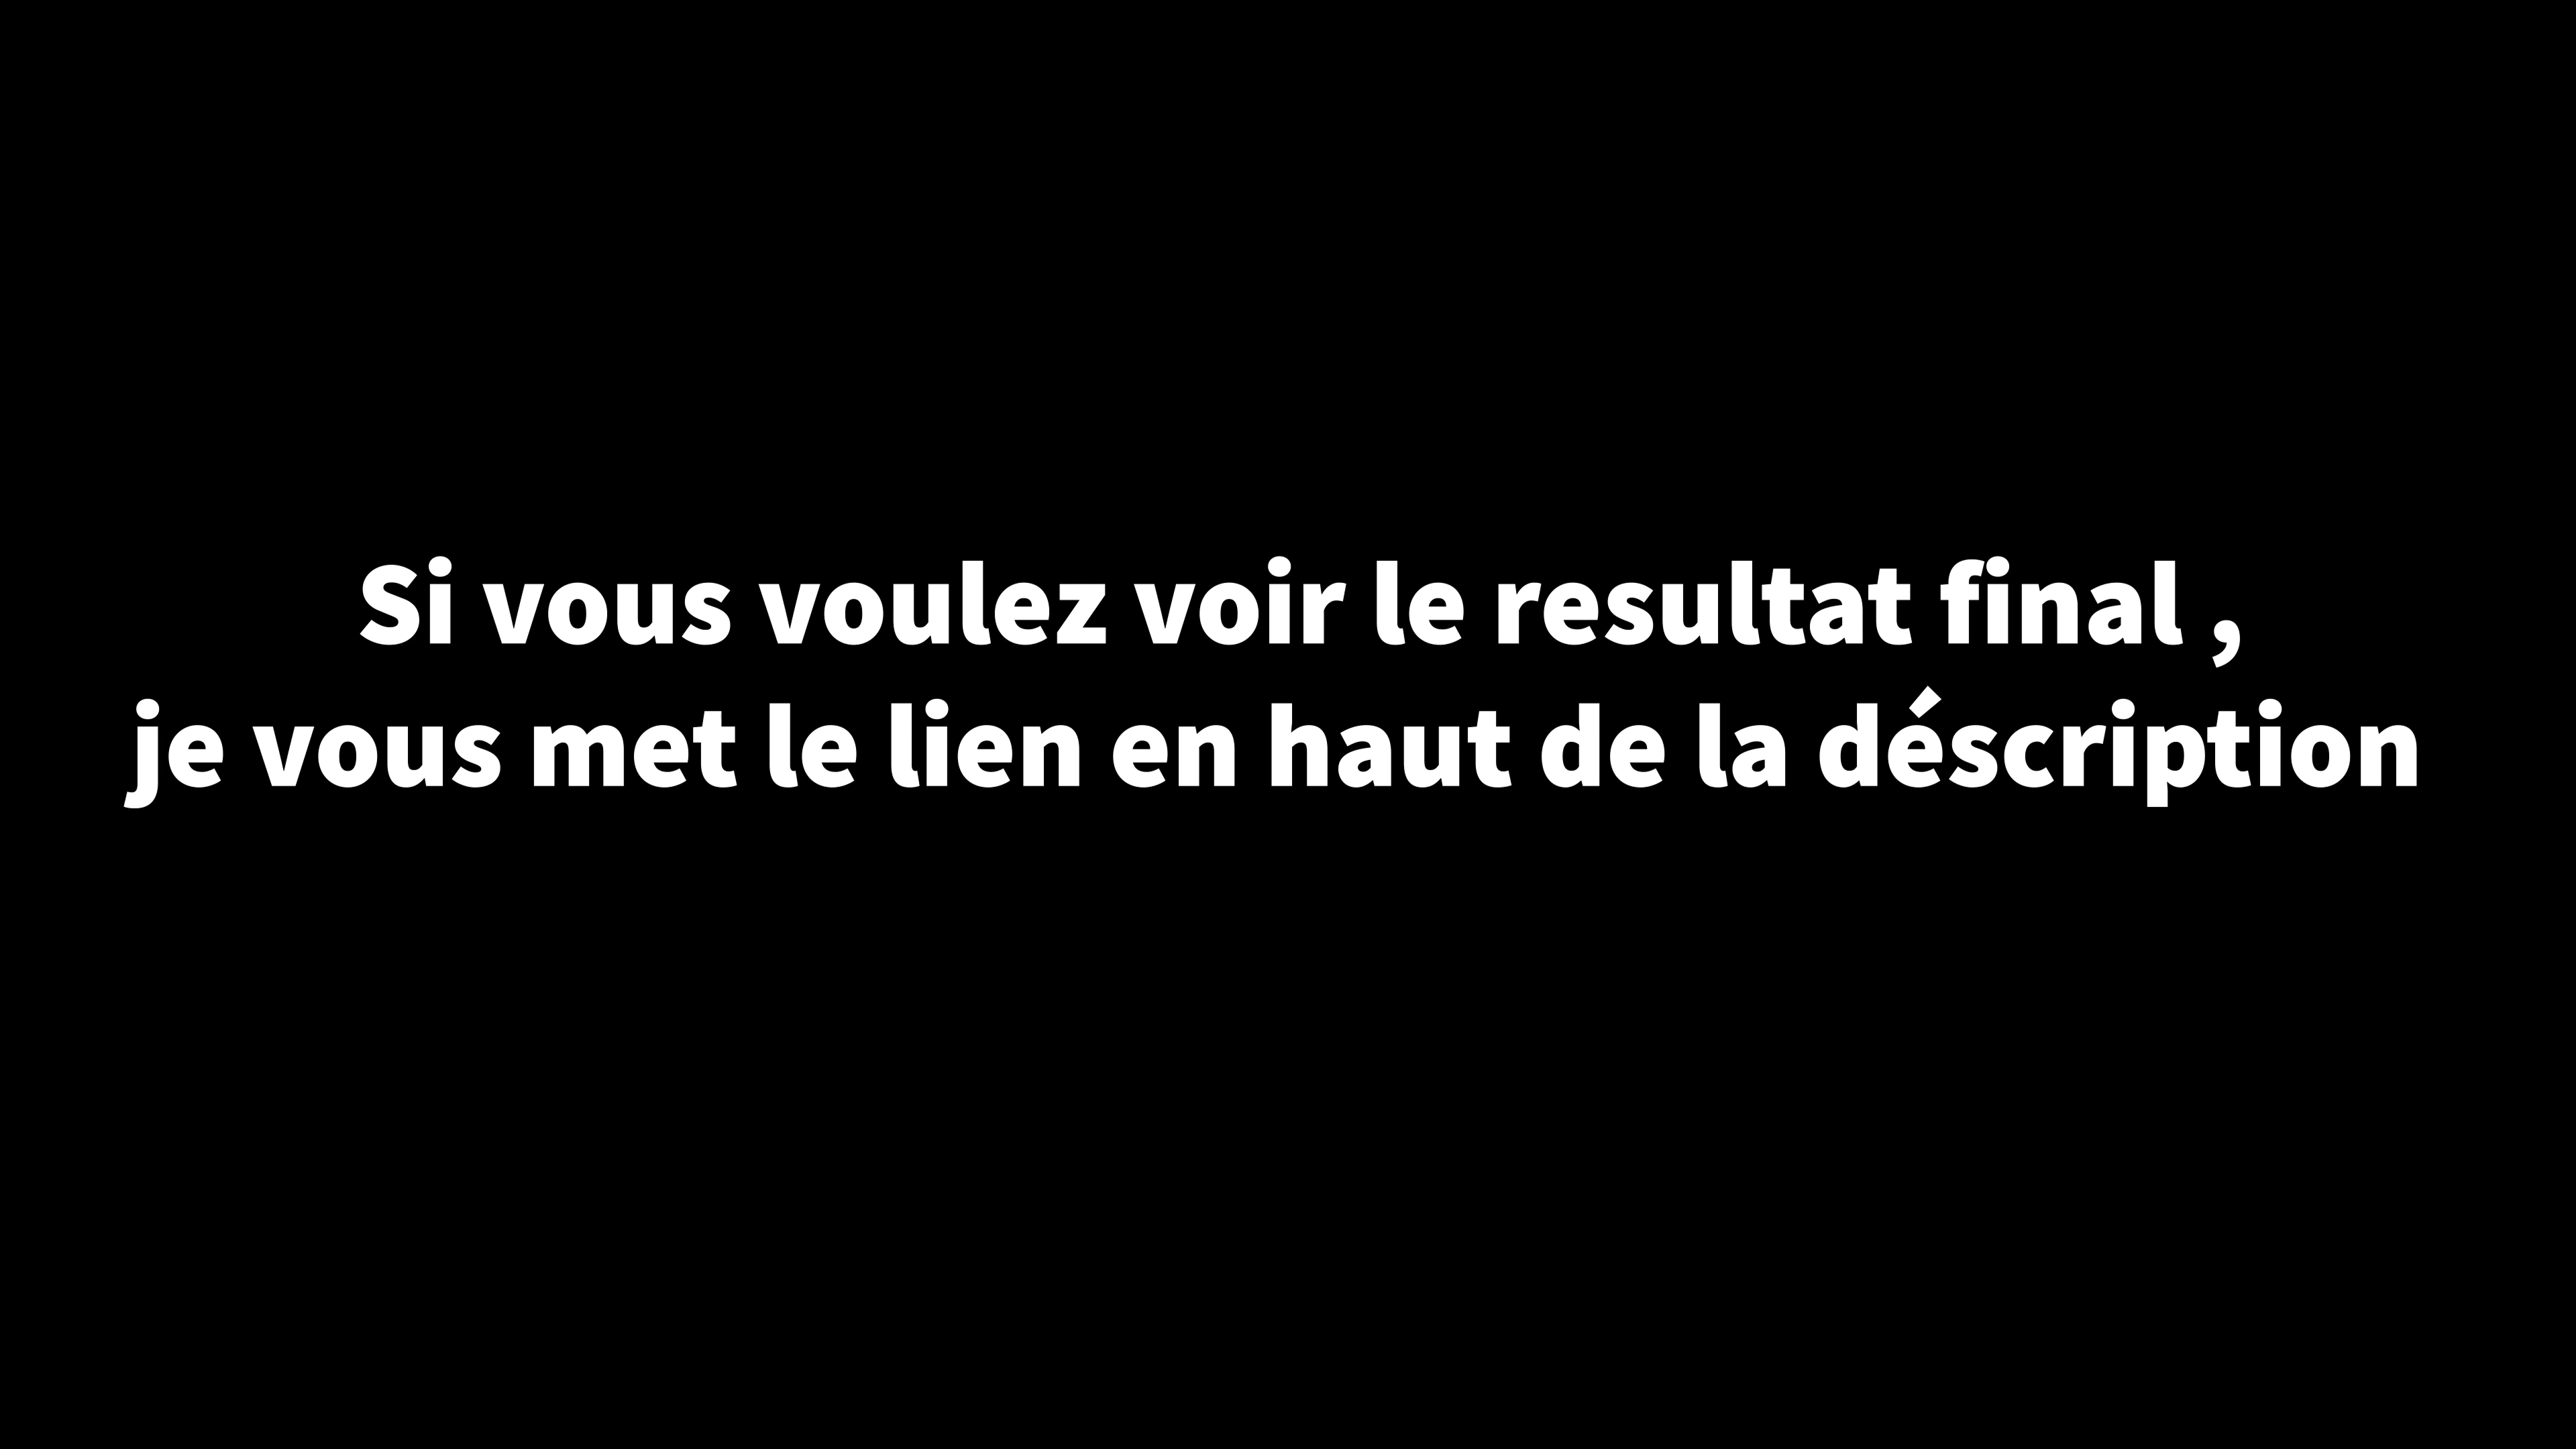 Si vous voulez voir le resultat final ,
je vous met le lien en haut de la déscription